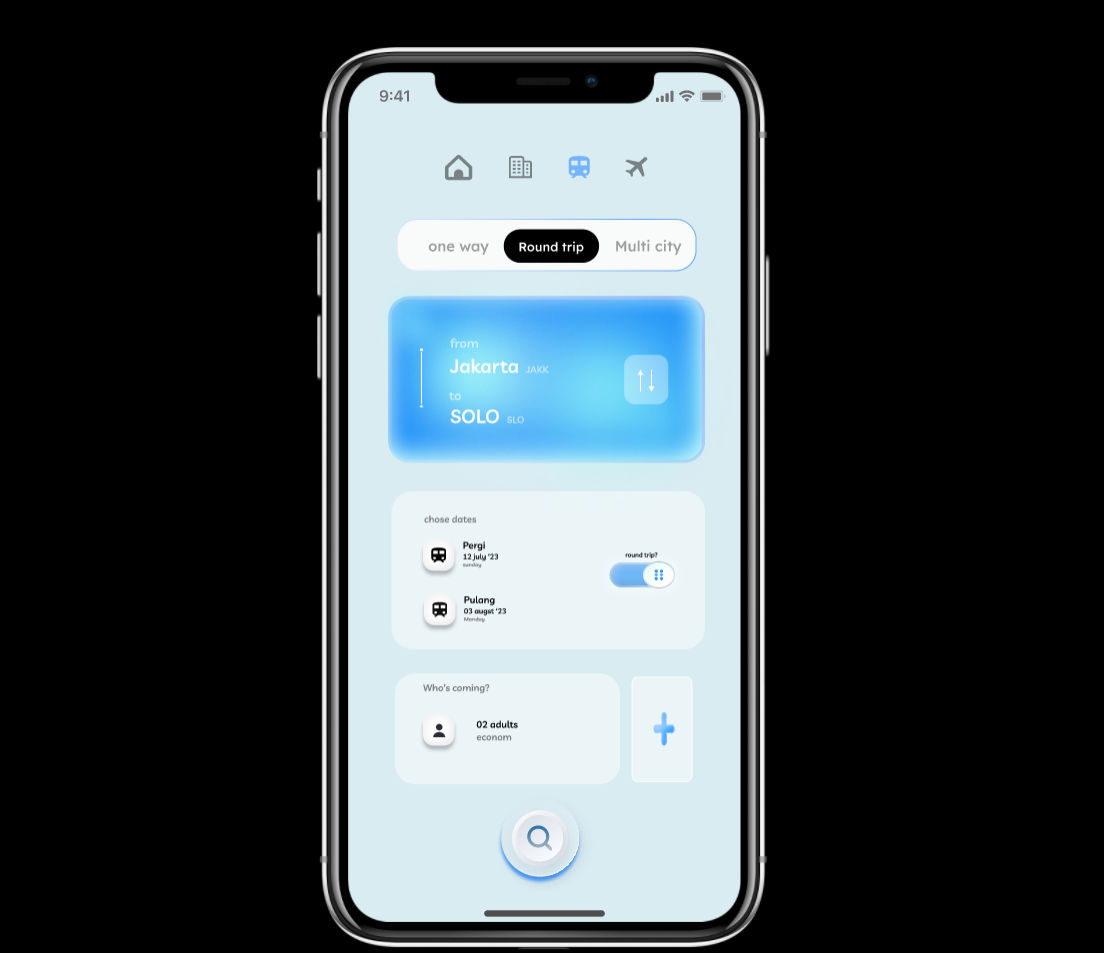 9:41
one way Round trip Multi city
from
Jakarta JAKK
to
SOLO SLO
chose dates
Pergi
12 july '23
sunday
round trip?
Pulang
03 augst '23
Monday
Who's coming?
02 adults
econom